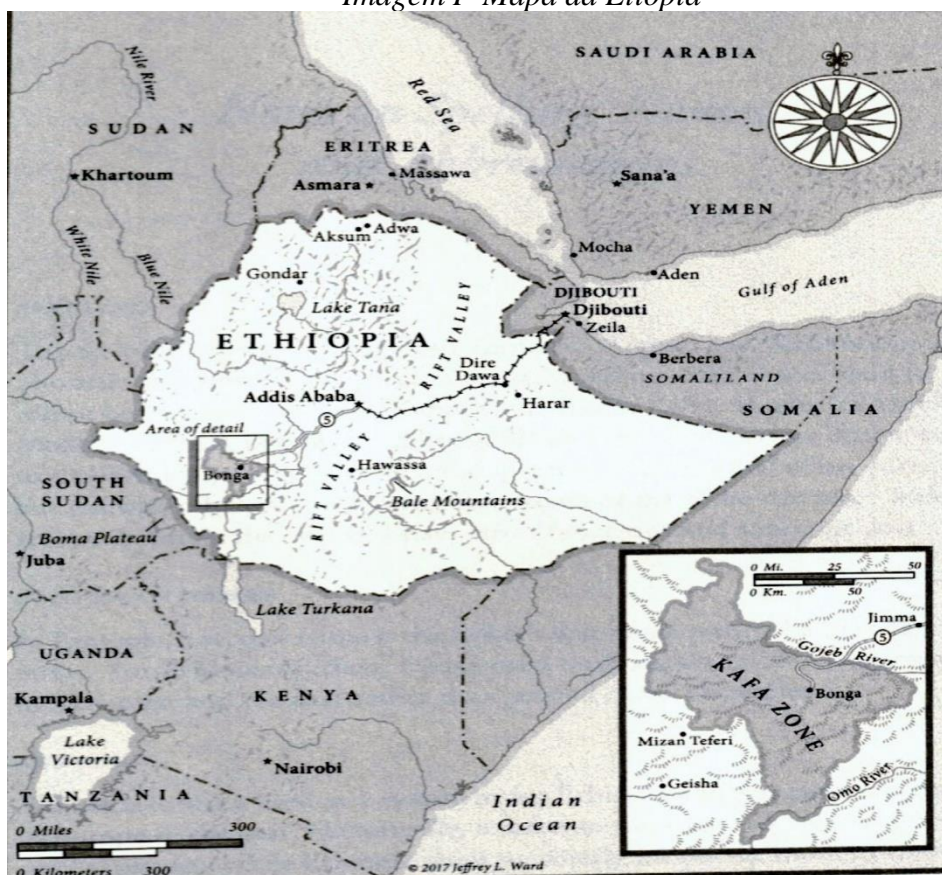 Imagem I- Mapa da Etiópia
SAUDI ARABIA
Nile River
Red Sea
SUDAN
ERITREA
Khartoum
Massawa
Asmara
Sana'a
YEMEN
White Nile
Blue Nile
Aksum
Adwa
Mocha
Gondar
Aden
Gulf of Aden
Lake Tana
DJIBOUTI
Djibouti
Zeila
ETHIOPIA
RIFT VALLEY
Berbera
Dire
Dawa
SOMALILAND
Addis Ababa
Harar
SOMALIA
5
Area of detail
Bonga
RIFT VALLEY
Hawassa
SOUTH
SUDAN
Bale Mountains
Boma Plateau
Juba
Lake Turkana
UGANDA
Kampala
KENYA
Lake
Victoria
Nairobi
TANZANIA
Indian
Ocean
0 Miles 300
0 Kilometers 300
© 2017 Jeffrey L. Ward
0 Mi. 25 50
0 Km. 50
Jimma
5
Gojeb River
KAFA ZONE
Bonga
Mizan Teferi
Geisha
Omo River